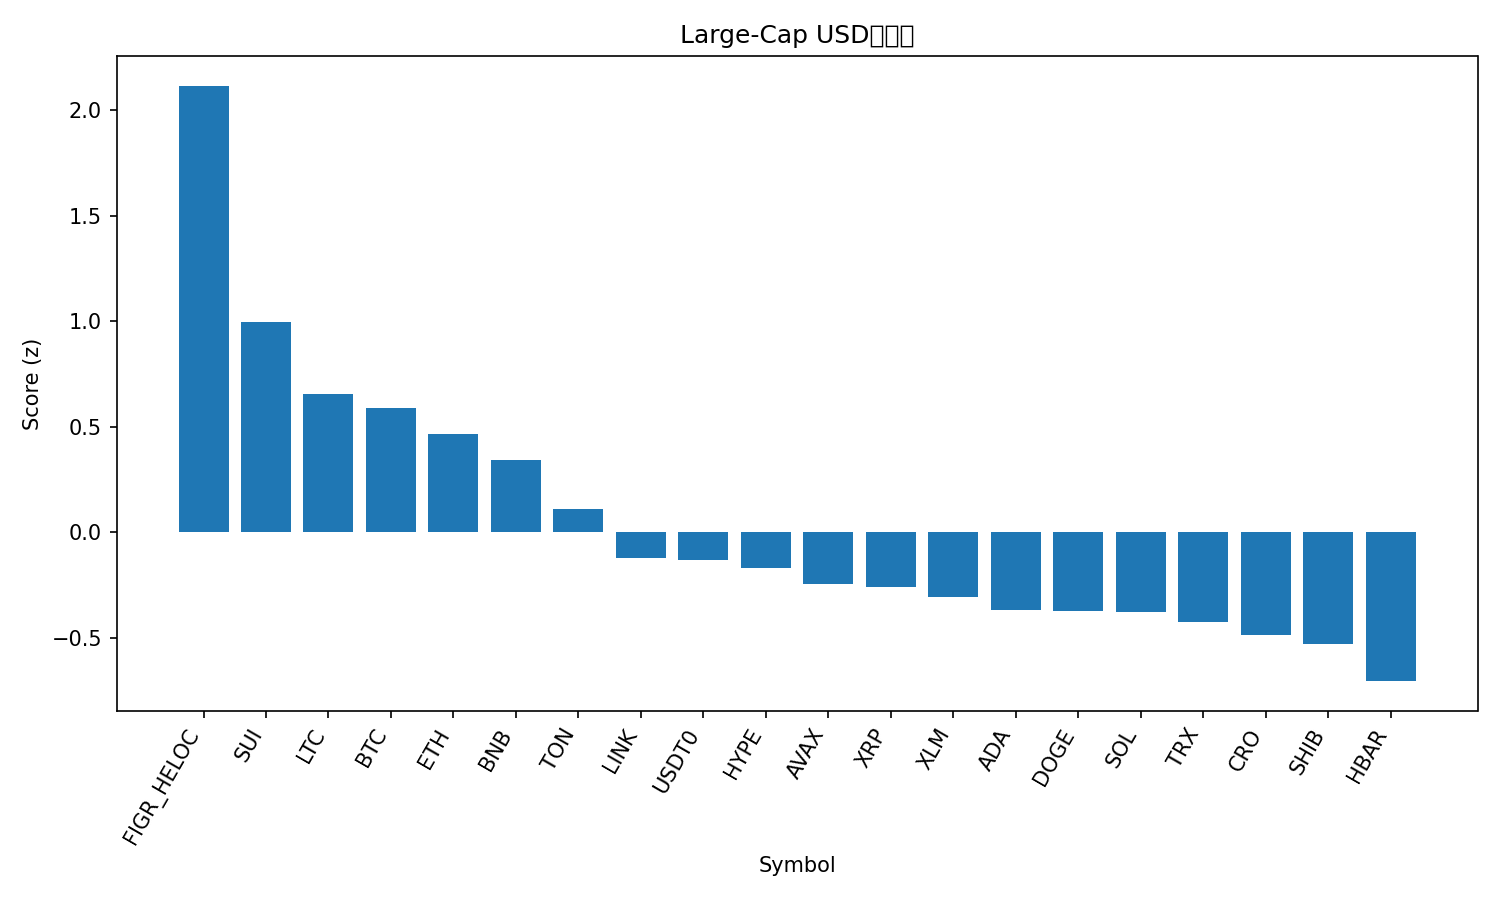 Large-Cap USD
2.0
1.5
1.0
0.5
0.0
−0.5
Score (z)
FIGR_HELOC
SUI
LTC
BTC
ETH
BNB
TON
LINK
USDT0
HYPE
AVAX
XRP
XLM
ADA
DOGE
SOL
TRX
CRO
SHIB
HBAR
Symbol